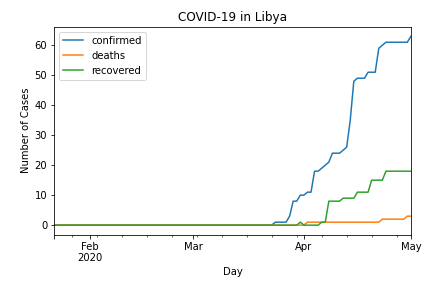 COVID-19 in Libya
confirmed
deaths
recovered
Number of Cases
60
50
40
30
20
10
0
Feb
2020
Mar
Apr
May
Day